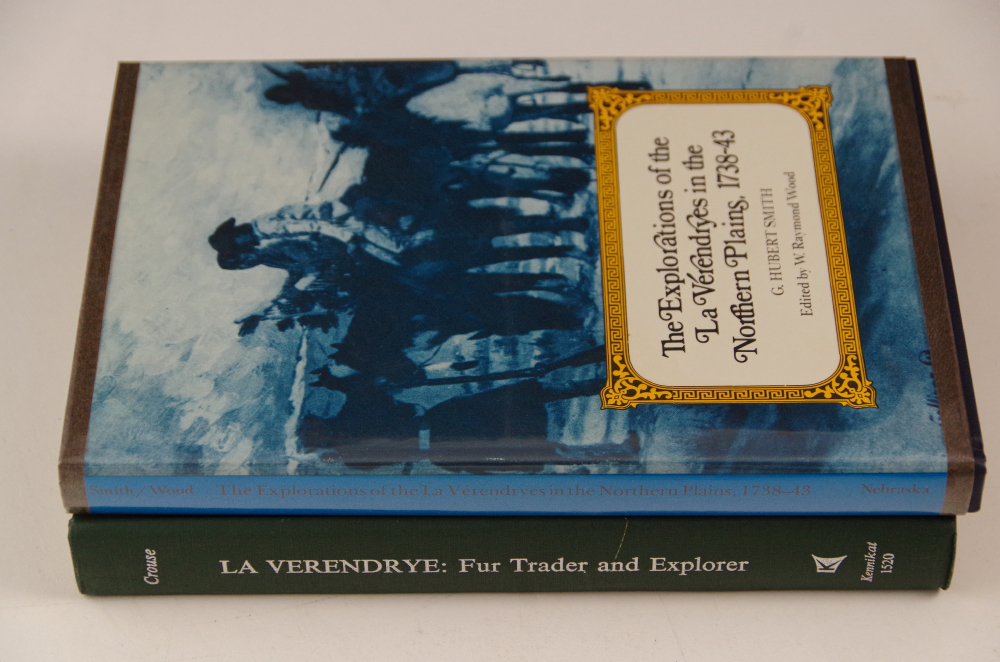 The Explorations of the
La Vérendryes in the
Northern Plains, 1738-43
G. HUBERT SMITH
Edited by W. Raymond Wood
Smith / Wood The Explorations of the La Verendryes in the Northern Plains, 1738-43 Nebraska
Crouse LA VERENDRYE: Fur Trader and Explorer Kennikat
1520